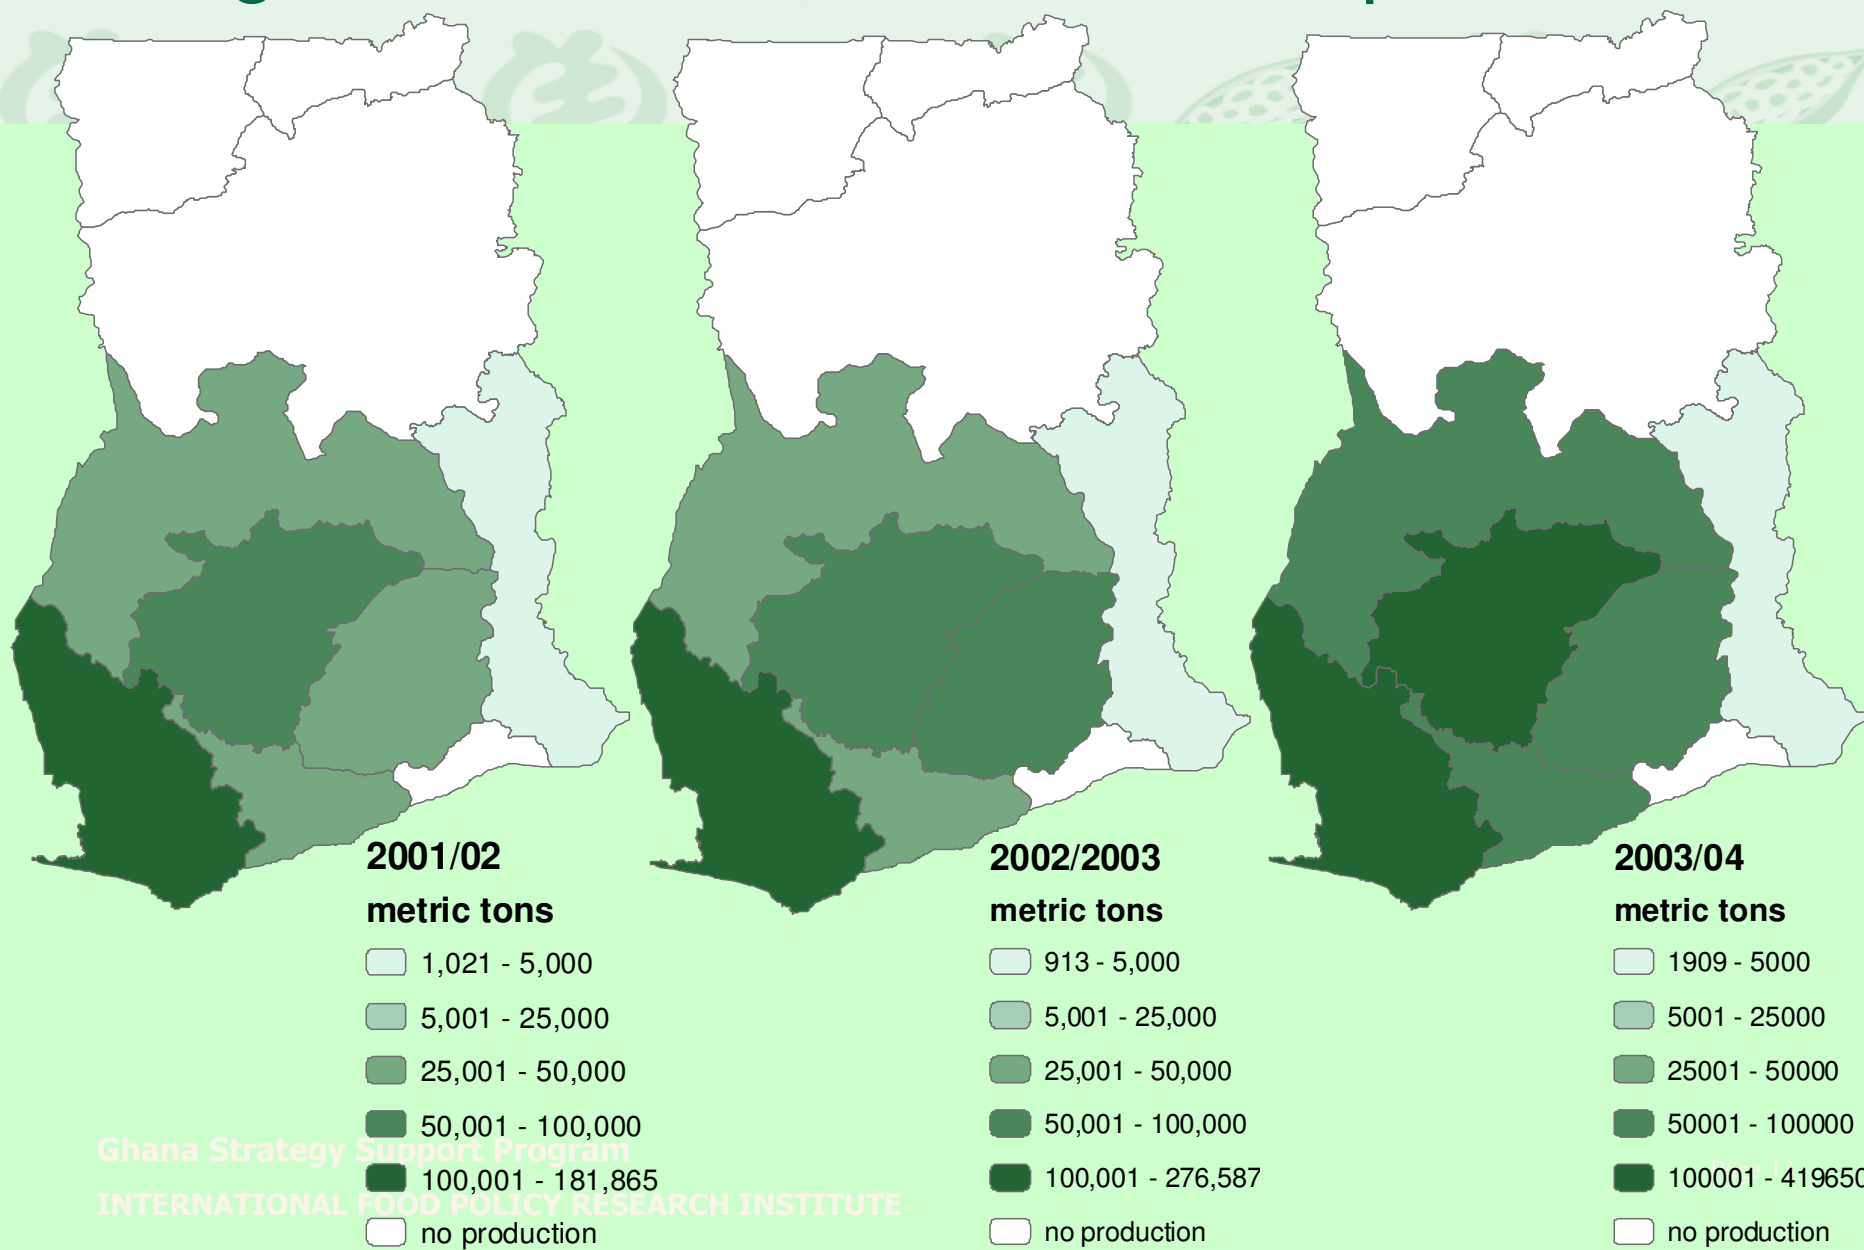 2001/02
metric tons
1,021 - 5,000
5,001 - 25,000
25,001 - 50,000
50,001 - 100,000
100,001 - 181,865
no production
2002/2003
metric tons
913 - 5,000
5,001 - 25,000
25,001 - 50,000
50,001 - 100,000
100,001 - 276,587
no production
2003/04
metric tons
1909 - 5000
5001 - 25000
25001 - 50000
50001 - 100000
100001 - 419650
no production
Ghana Strategy Support Program
INTERNATIONAL FOOD POLICY RESEARCH INSTITUTE